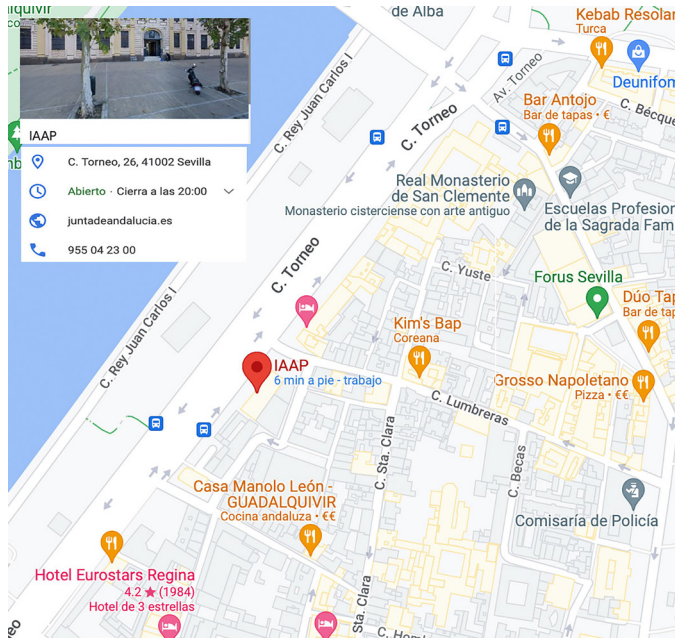 de Alba
Kebab Resolar
Turca
Deunifom
Av. Torneo
Bar Antojo
Bar de tapas • €
C. Bécque
C. Rey Juan Carlos I
C. Torneo
IAAP
C. Torneo, 26, 41002 Sevilla
Abierto · Cierra a las 20:00
juntadeandalucia.es
955 04 23 00
Real Monasterio
de San Clemente
Monasterio cisterciense con arte antiguo
Escuelas Profesion
de la Sagrada Fam
C. Torneo
C. Yuste
Forus Sevilla
Dúo Tap
Bar de tap
C. Rey Juan Carlos I
Kim's Bap
Coreana
IAAP
6 min a pie - trabajo
Grosso Napoletano
Pizza • €€
C. Lumbreras
C. Sta. Clara
C. Becas
Casa Manolo León -
GUADALQUIVIR
Cocina andaluza • €€
Comisaría de Policía
Hotel Eurostars Regina
4.2 ★ (1984)
Hotel de 3 estrellas
Sta. Clara